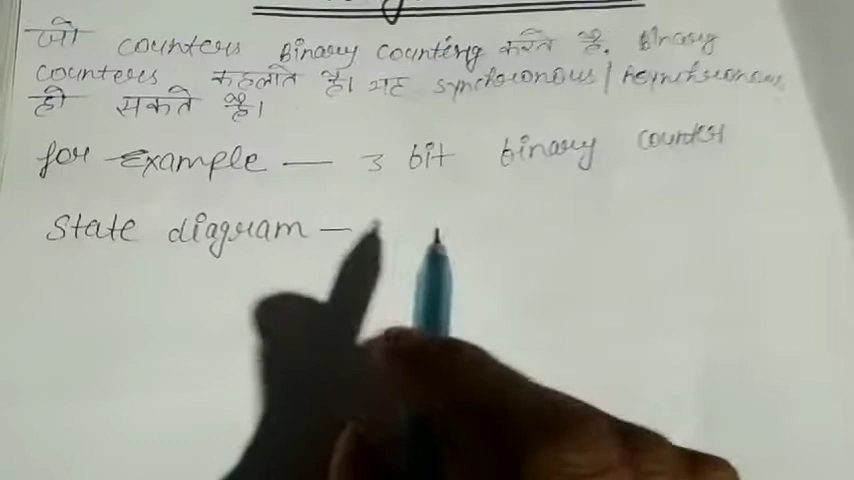 जो counters Binary counting करते है. Binary
counters कहलाते है। यह synchronous / Asynchronous
हो सकते है।
for Example — 3 bit binary counter
State diagram —